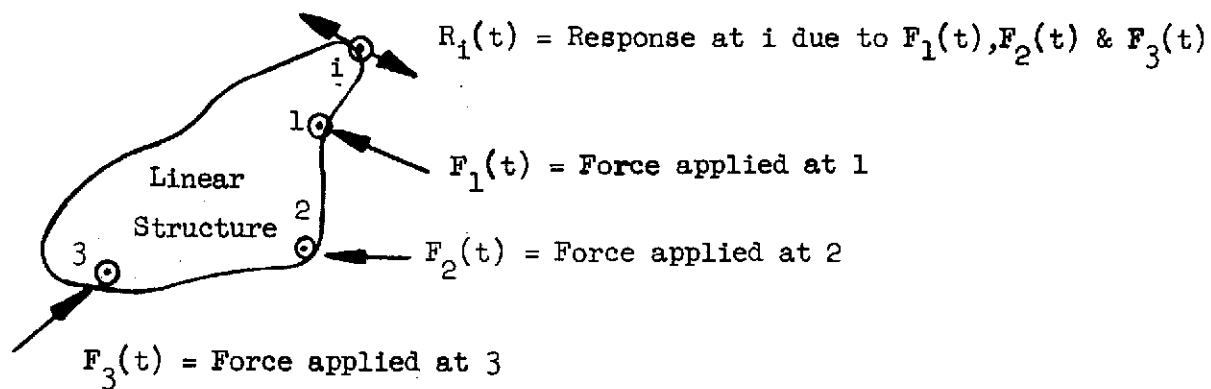 R_i(t) = Response at i due to F_1(t),F_2(t) & F_3(t)
i
1
F_1(t) = Force applied at 1
Linear
Structure
2
3
F_2(t) = Force applied at 2
F_3(t) = Force applied at 3